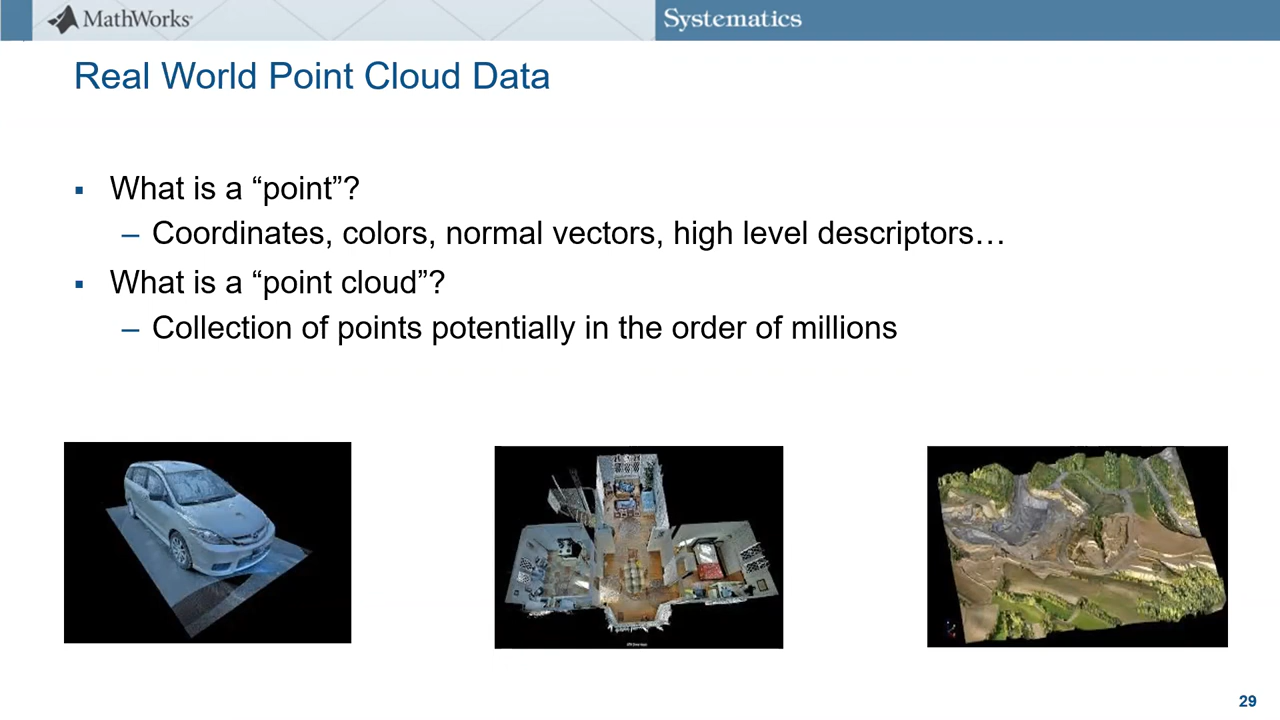 MathWorks
Systematics
Real World Point Cloud Data
▪ What is a “point”?
– Coordinates, colors, normal vectors, high level descriptors…
▪ What is a “point cloud”?
– Collection of points potentially in the order of millions
29